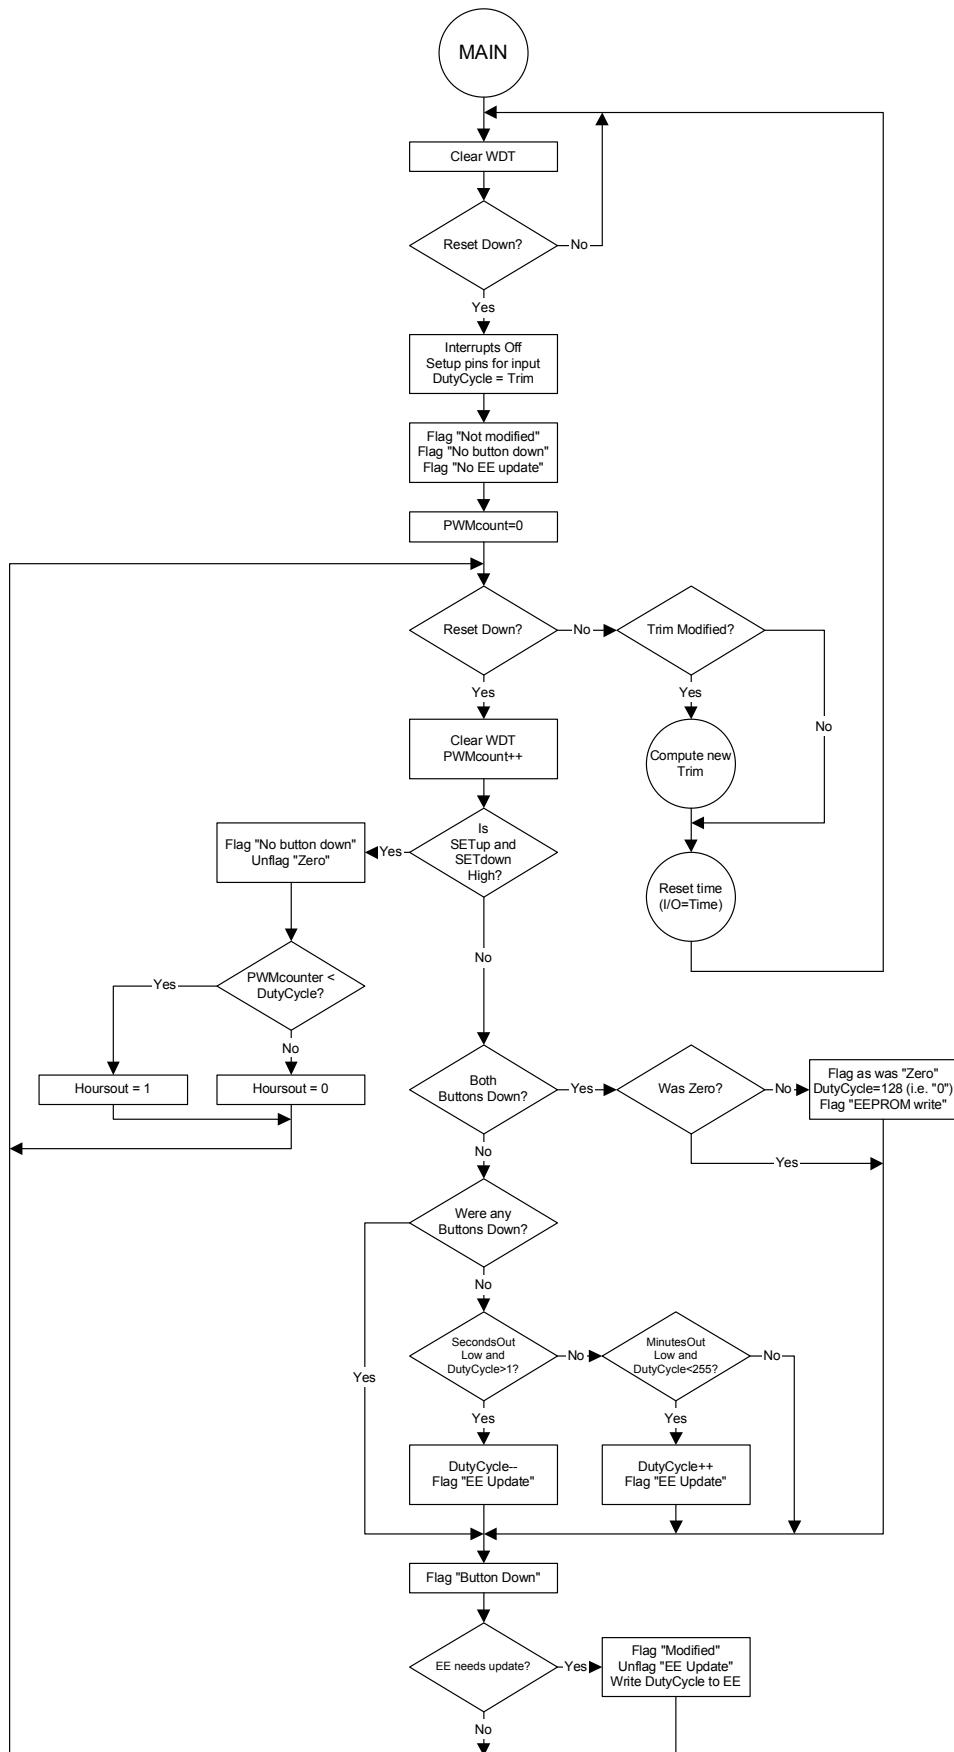 MAIN
Clear WDT
Reset Down?
No
Yes
Interrupts Off
Setup pins for input
DutyCycle = Trim
Flag "Not modified"
Flag "No button down"
Flag "No EE update"
PWMcount=0
Reset Down?
No
Trim Modified?
Yes
Yes
No
Clear WDT
PWMcount++
Compute new
Trim
Is
SETup and
SETdown
High?
Yes
Flag "No button down"
Unflag "Zero"
Reset time
(I/O=Time)
No
PWMcounter <
DutyCycle?
Yes
No
Hoursout = 1
Hoursout = 0
Both
Buttons Down?
Yes
Was Zero?
No
Flag as was "Zero"
DutyCycle=128 (i.e. "0")
Flag "EEPROM write"
No
Yes
Were any
Buttons Down?
No
Yes
SecondsOut
Low and
DutyCycle>1?
No
MinutesOut
Low and
DutyCycle<255?
No
Yes
Yes
DutyCycle--
Flag "EE Update"
DutyCycle++
Flag "EE Update"
Flag "Button Down"
EE needs update?
Yes
Flag "Modified"
Unflag "EE Update"
Write DutyCycle to EE
No